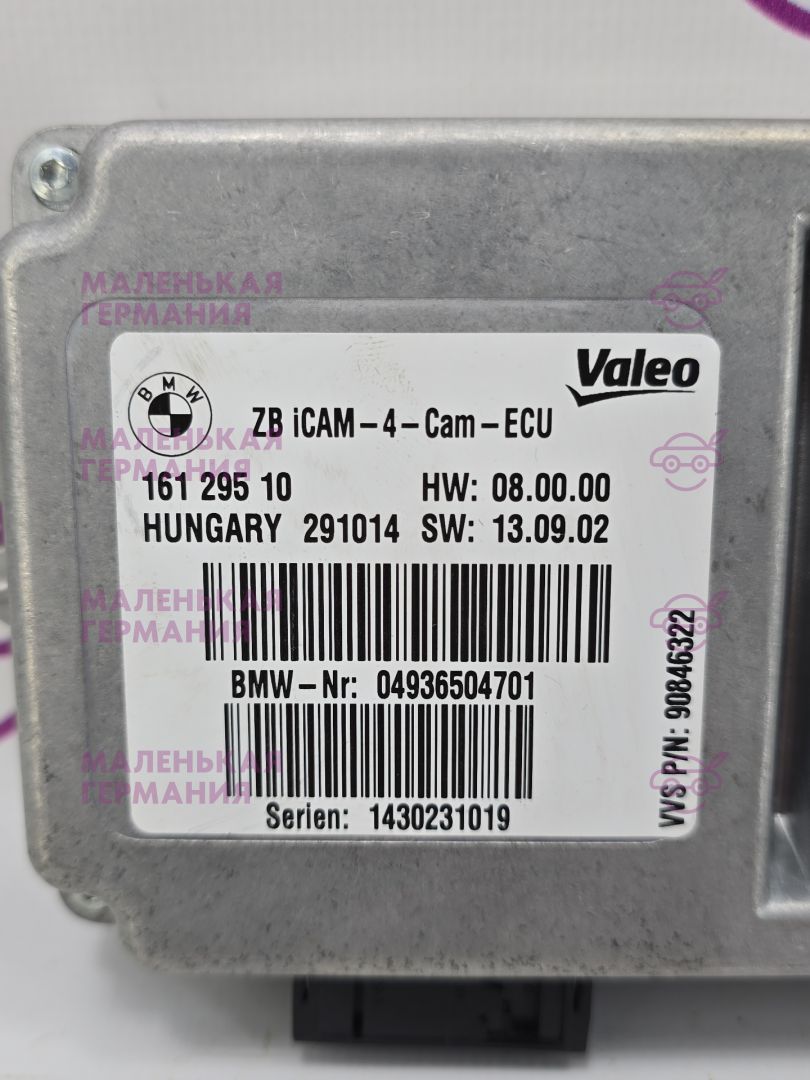 BMW
Valeo
ZB iCAM-4-Cam-ECU
161 295 10 HW: 08.00.00
HUNGARY 291014 SW: 13.09.02
BMW-Nr: 04936504701
Serien: 1430231019
VVS P/N: 90846322
МАЛЕНЬКАЯ
ГЕРМАНИЯ
МАЛЕНЬКАЯ
ГЕРМАНИЯ
МАЛЕНЬКАЯ
ГЕРМАНИЯ
МАЛЕНЬКАЯ
ГЕРМАНИЯ